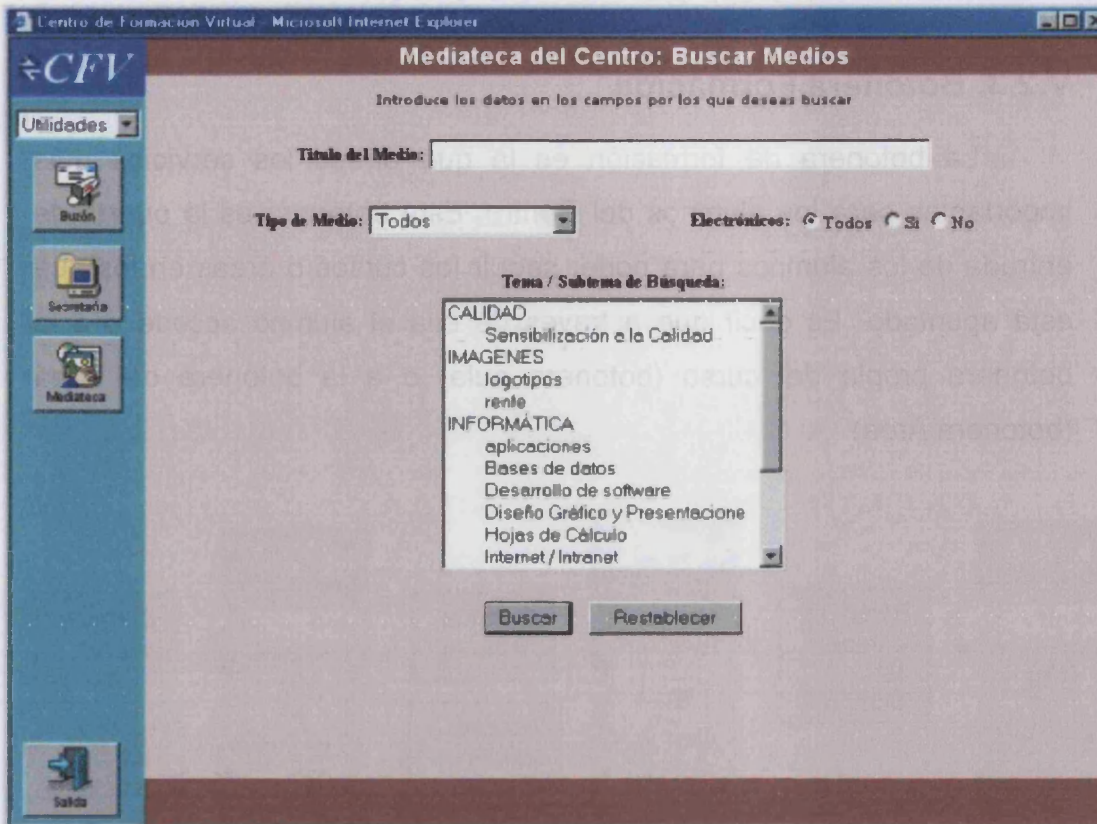 Centro de Formacion Virtual - Microsoft Internet Explorer
CFV
Mediateca del Centro: Buscar Medios
Introduce los datos en los campos por los que deseas buscar
Utilidades
Titulo del Medio:
Buzón
Tipo de Medio: Todos
Electrónicos: Todos Si No
Secretaría
Tema / Subtema de Búsqueda:
CALIDAD
Sensibilización a la Calidad
IMAGENES
logotipos
rente
INFORMÁTICA
aplicaciones
Bases de datos
Desarrollo de software
Diseño Gráfico y Presentacione
Hojas de Cálculo
Internet / Intranet
Mediateca
Buscar
Restablecer
Salida